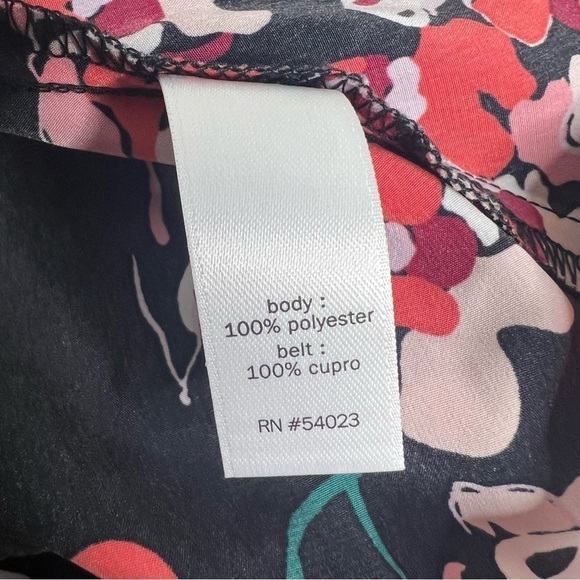 body :
100% polyester
belt :
100% cupro
RN #54023